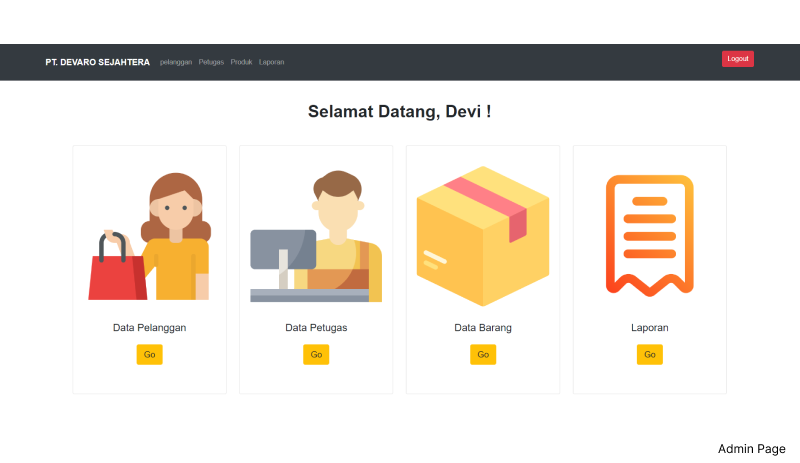 PT. DEVARO SEJAHTERA pelanggan Petugas Produk Laporan Logout
Selamat Datang, Devi !
Data Pelanggan
Go
Data Petugas
Go
Data Barang
Go
Laporan
Go
Admin Page